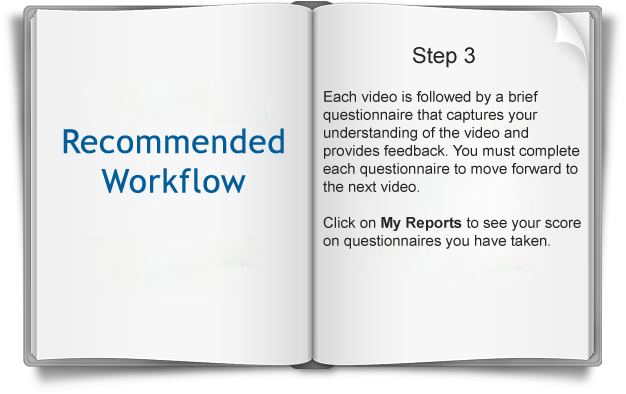 Recommended
Workflow
Step 3
Each video is followed by a brief
questionnaire that captures your
understanding of the video and
provides feedback. You must complete
each questionnaire to move forward to
the next video.
Click on My Reports to see your score
on questionnaires you have taken.